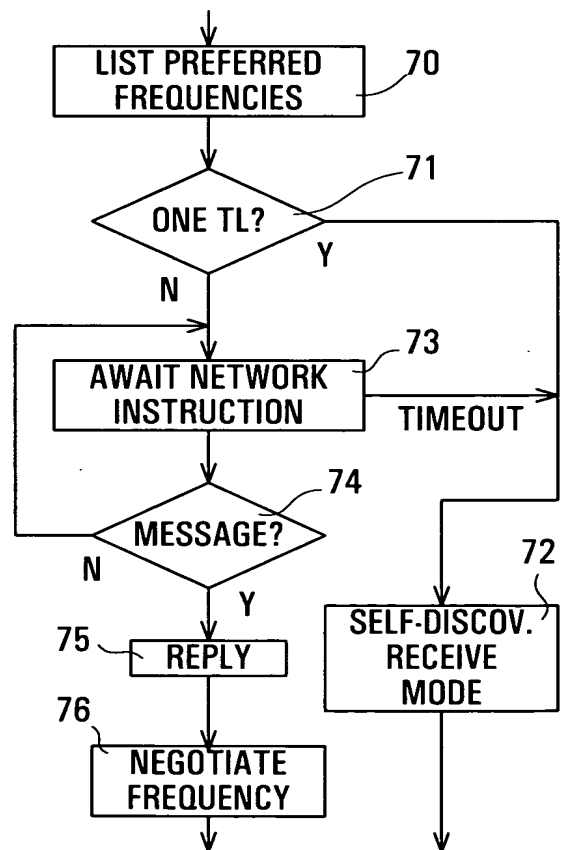 LIST PREFERRED
FREQUENCIES
70
71
ONE TL?
Y
N
73
AWAIT NETWORK
INSTRUCTION
TIMEOUT
74
MESSAGE?
N
Y
72
SELF-DISCOV.
RECEIVE
MODE
75
REPLY
76
NEGOTIATE
FREQUENCY